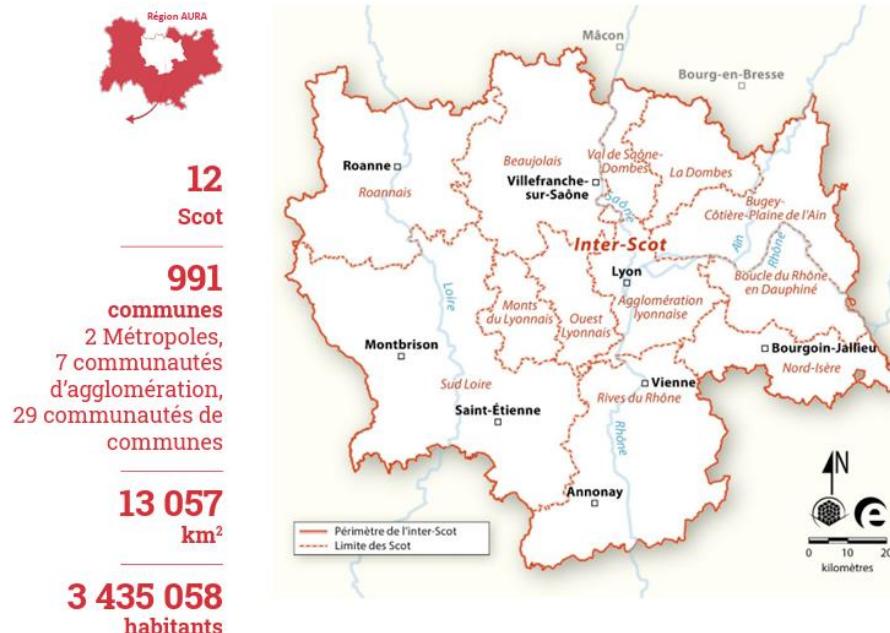 Région AURA
12
Scot
991
communes
2 Métropoles,
7 communautés
d’agglomération,
29 communautés de
communes
13 057
km²
3 435 058
habitants
Mâcon
Bourg-en-Bresse
Roanne
Roannais
Beaujolais
Villefranche-
sur-Saône
Val de Saône-
Dombes
La Dombes
Saône
Bugey-
Côtière-Plaine de l’Ain
Inter-Scot
Ain
Rhône
Lyon
Boucle du Rhône
en Dauphiné
Loire
Monts
du Lyonnais
Ouest
Lyonnais
Agglomération
lyonnaise
Montbrison
Bourgoin-Jallieu
Nord-Isère
Sud Loire
Vienne
Rives du Rhône
Saint-Étienne
Rhône
Annonay
Périmètre de l’inter-Scot
Limite des Scot
N
e
0 10 20
kilomètres